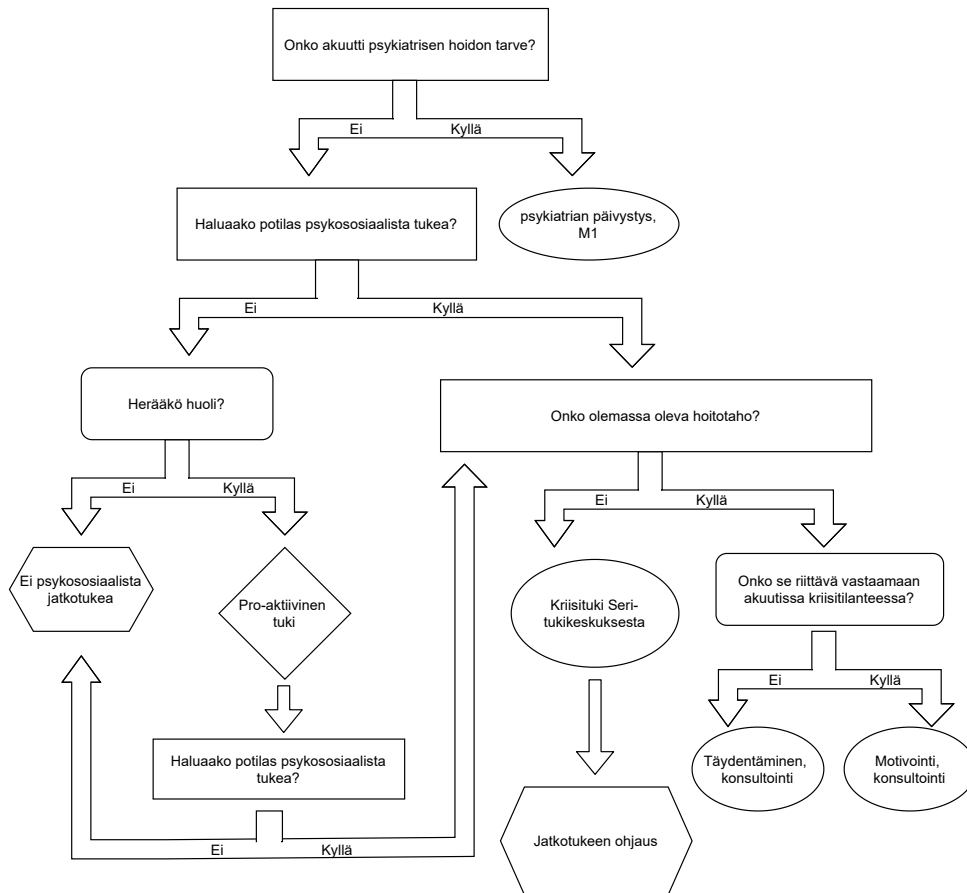 Onko akuutti psykiatrisen hoidon tarve?
Ei
Kyllä
Haluaako potilas psykososiaalista tukea?
psykiatrian päivystys,
M1
Ei
Kyllä
Herääkö huoli?
Onko olemassa oleva hoitotaho?
Ei
Kyllä
Ei
Kyllä
Ei psykososiaalista
jatkotukea
Pro-aktiivinen
tuki
Kriisituki Seri-
tukikeskuksesta
Onko se riittävä vastaamaan
akuutissa kriisitilanteessa?
Ei
Kyllä
Haluaako potilas psykososiaalista
tukea?
Täydentäminen,
konsultointi
Motivointi,
konsultointi
Ei
Kyllä
Jatkotukeen ohjaus